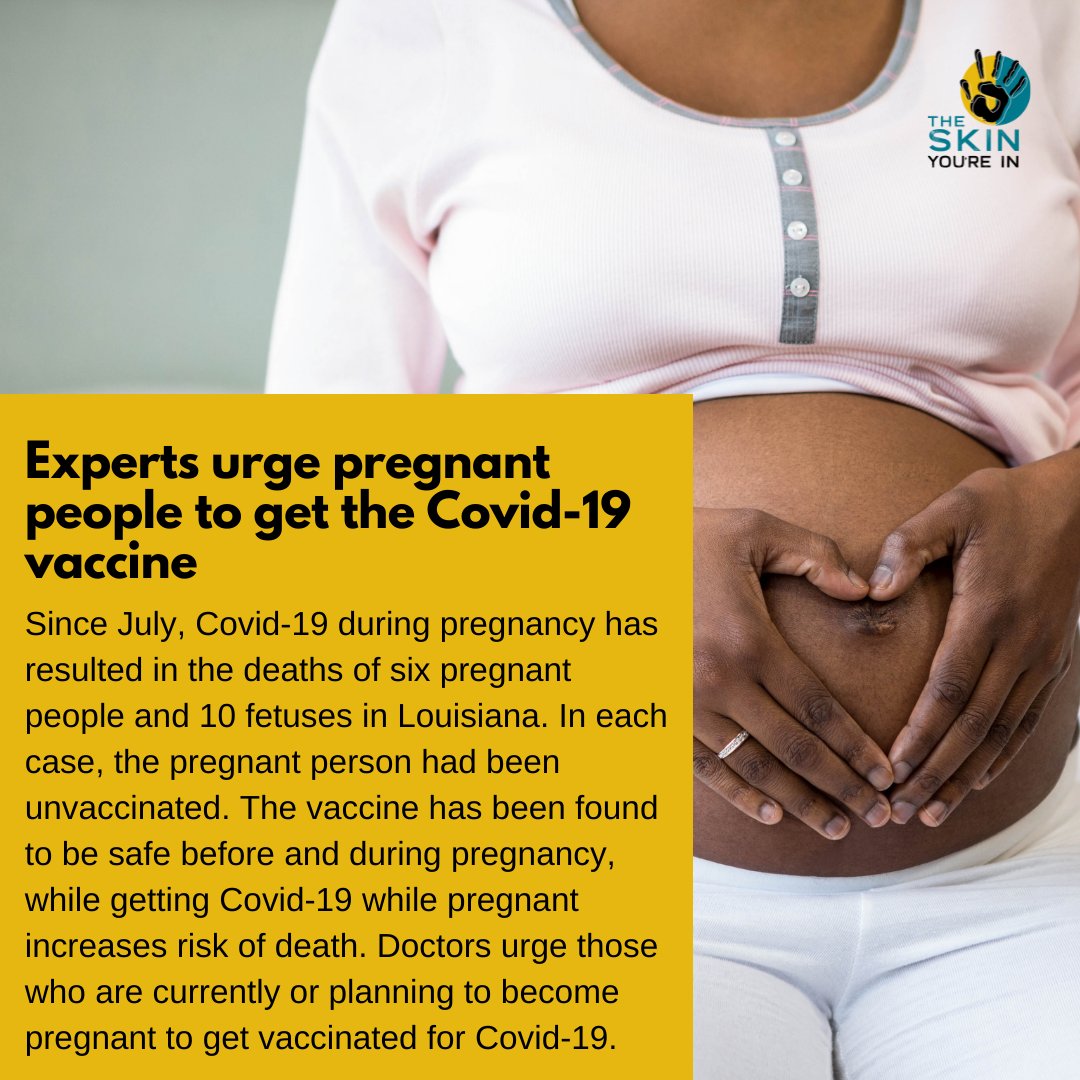 THE
SKIN
YOU'RE IN
Experts urge pregnant
people to get the Covid-19
vaccine
Since July, Covid-19 during pregnancy has
resulted in the deaths of six pregnant
people and 10 fetuses in Louisiana. In each
case, the pregnant person had been
unvaccinated. The vaccine has been found
to be safe before and during pregnancy,
while getting Covid-19 while pregnant
increases risk of death. Doctors urge those
who are currently or planning to become
pregnant to get vaccinated for Covid-19.